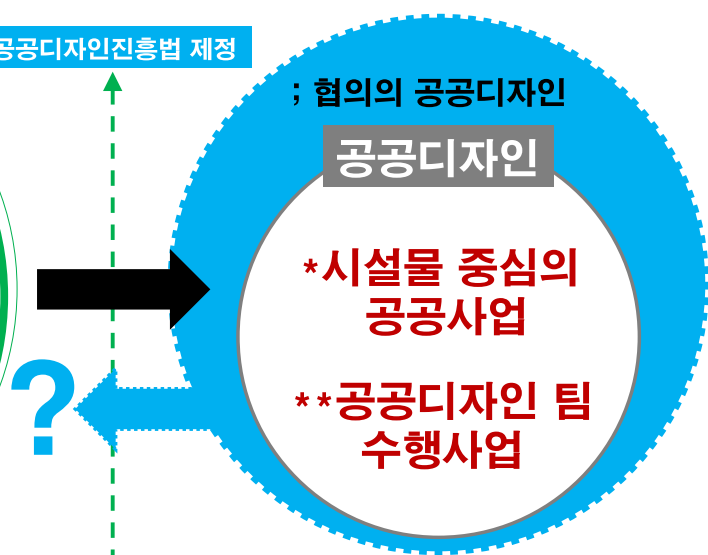 공공디자인진흥법 제정
; 협의의 공공디자인
공공디자인
*시설물 중심의
공공사업
?
**공공디자인 팀
수행사업